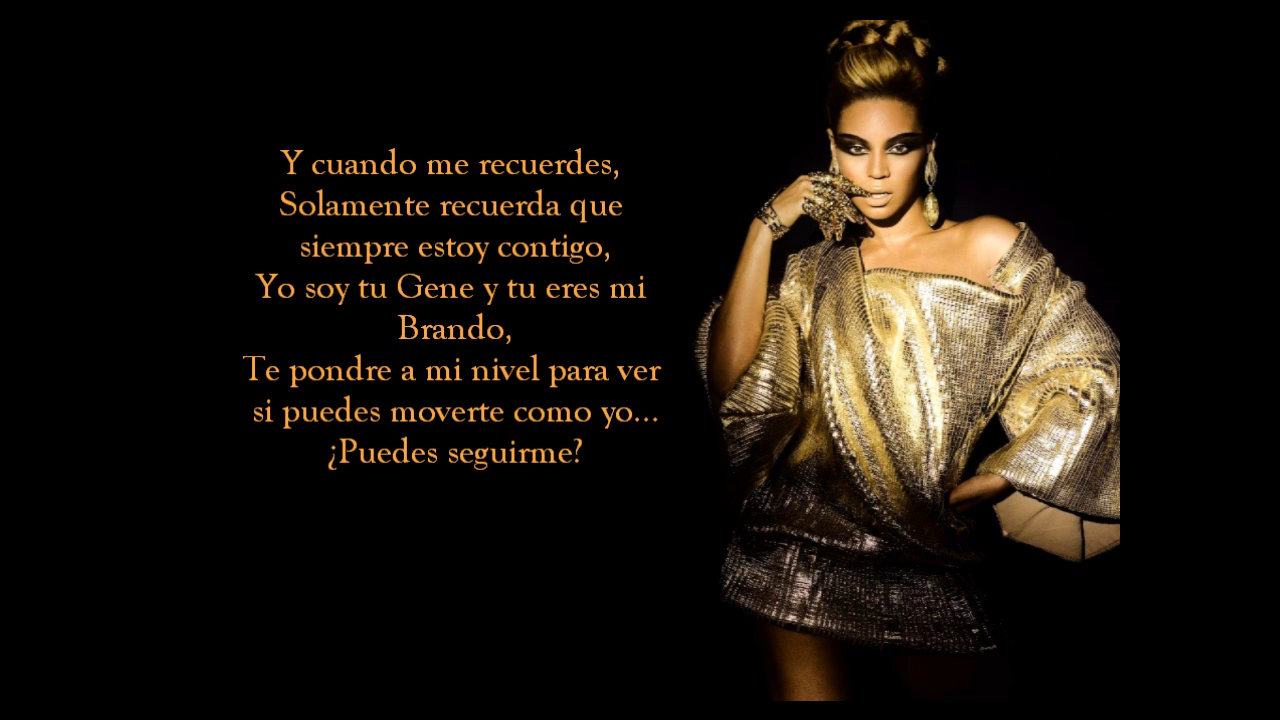 Y cuando me recuerdes,
Solamente recuerda que
siempre estoy contigo,
Yo soy tu Gene y tu eres mi
Brando,
Te pondre a mi nivel para ver
si puedes moverte como yo...
¿Puedes seguirme?